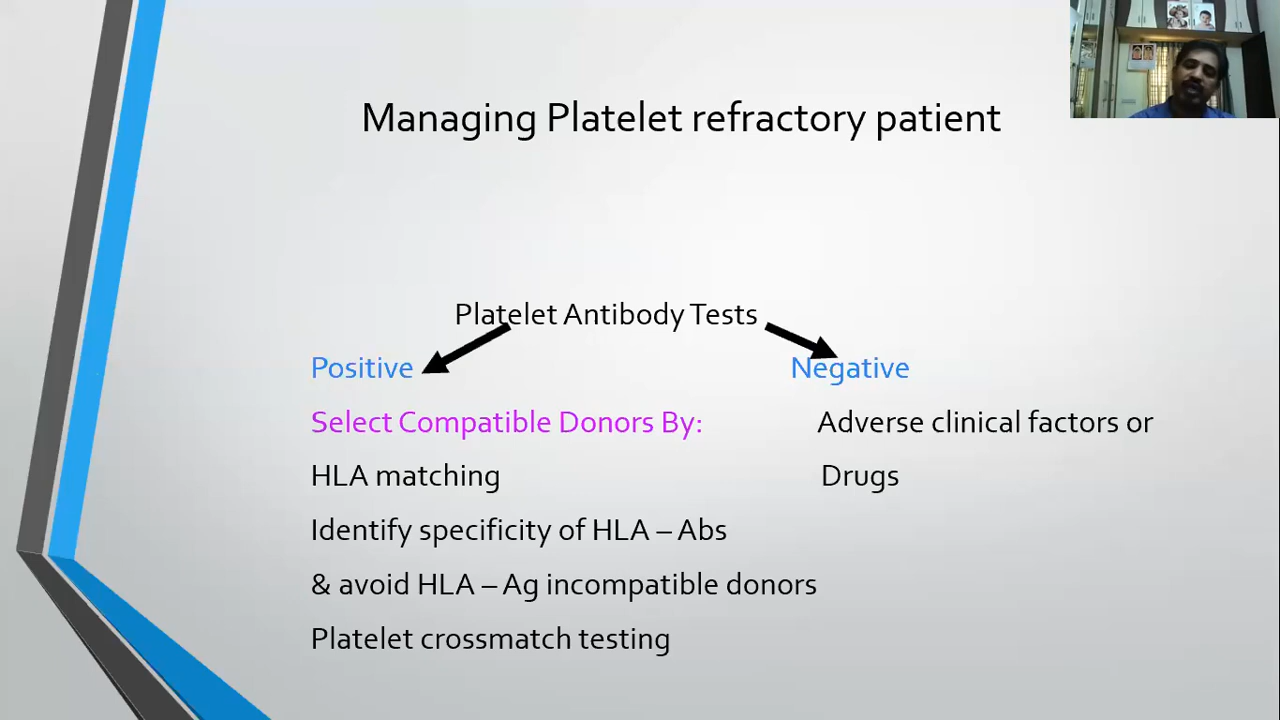 Managing Platelet refractory patient
Platelet Antibody Tests
Positive
Negative
Select Compatible Donors By:
Adverse clinical factors or
HLA matching
Drugs
Identify specificity of HLA – Abs
& avoid HLA – Ag incompatible donors
Platelet crossmatch testing